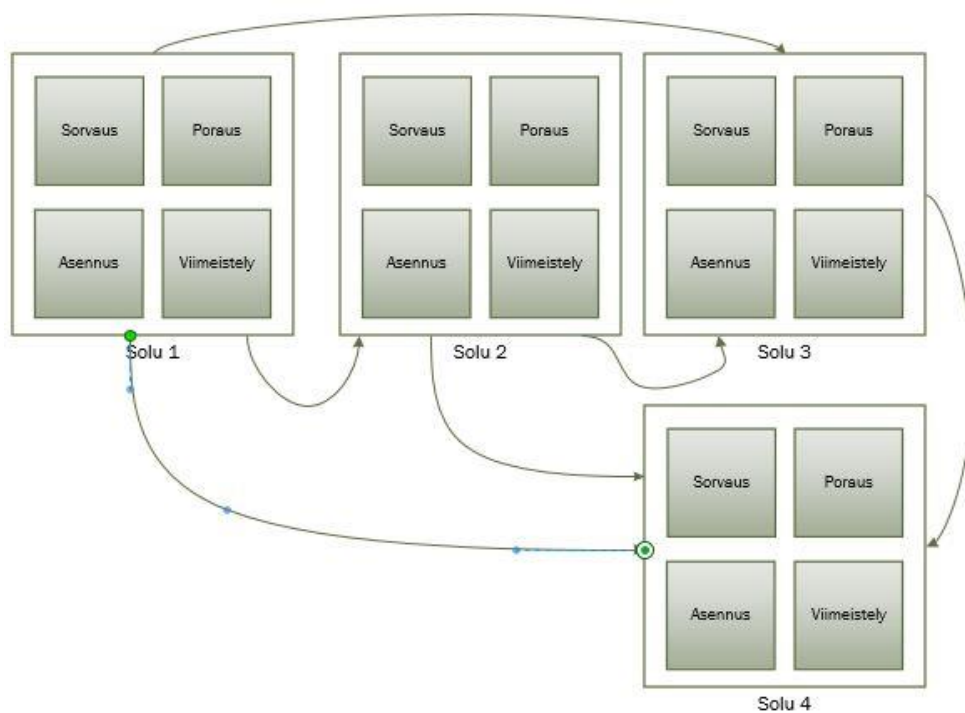 Sorvaus Poraus
Asennus Viimeistely
Solu 1
Sorvaus Poraus
Asennus Viimeistely
Solu 2
Sorvaus Poraus
Asennus Viimeistely
Solu 3
Sorvaus Poraus
Asennus Viimeistely
Solu 4